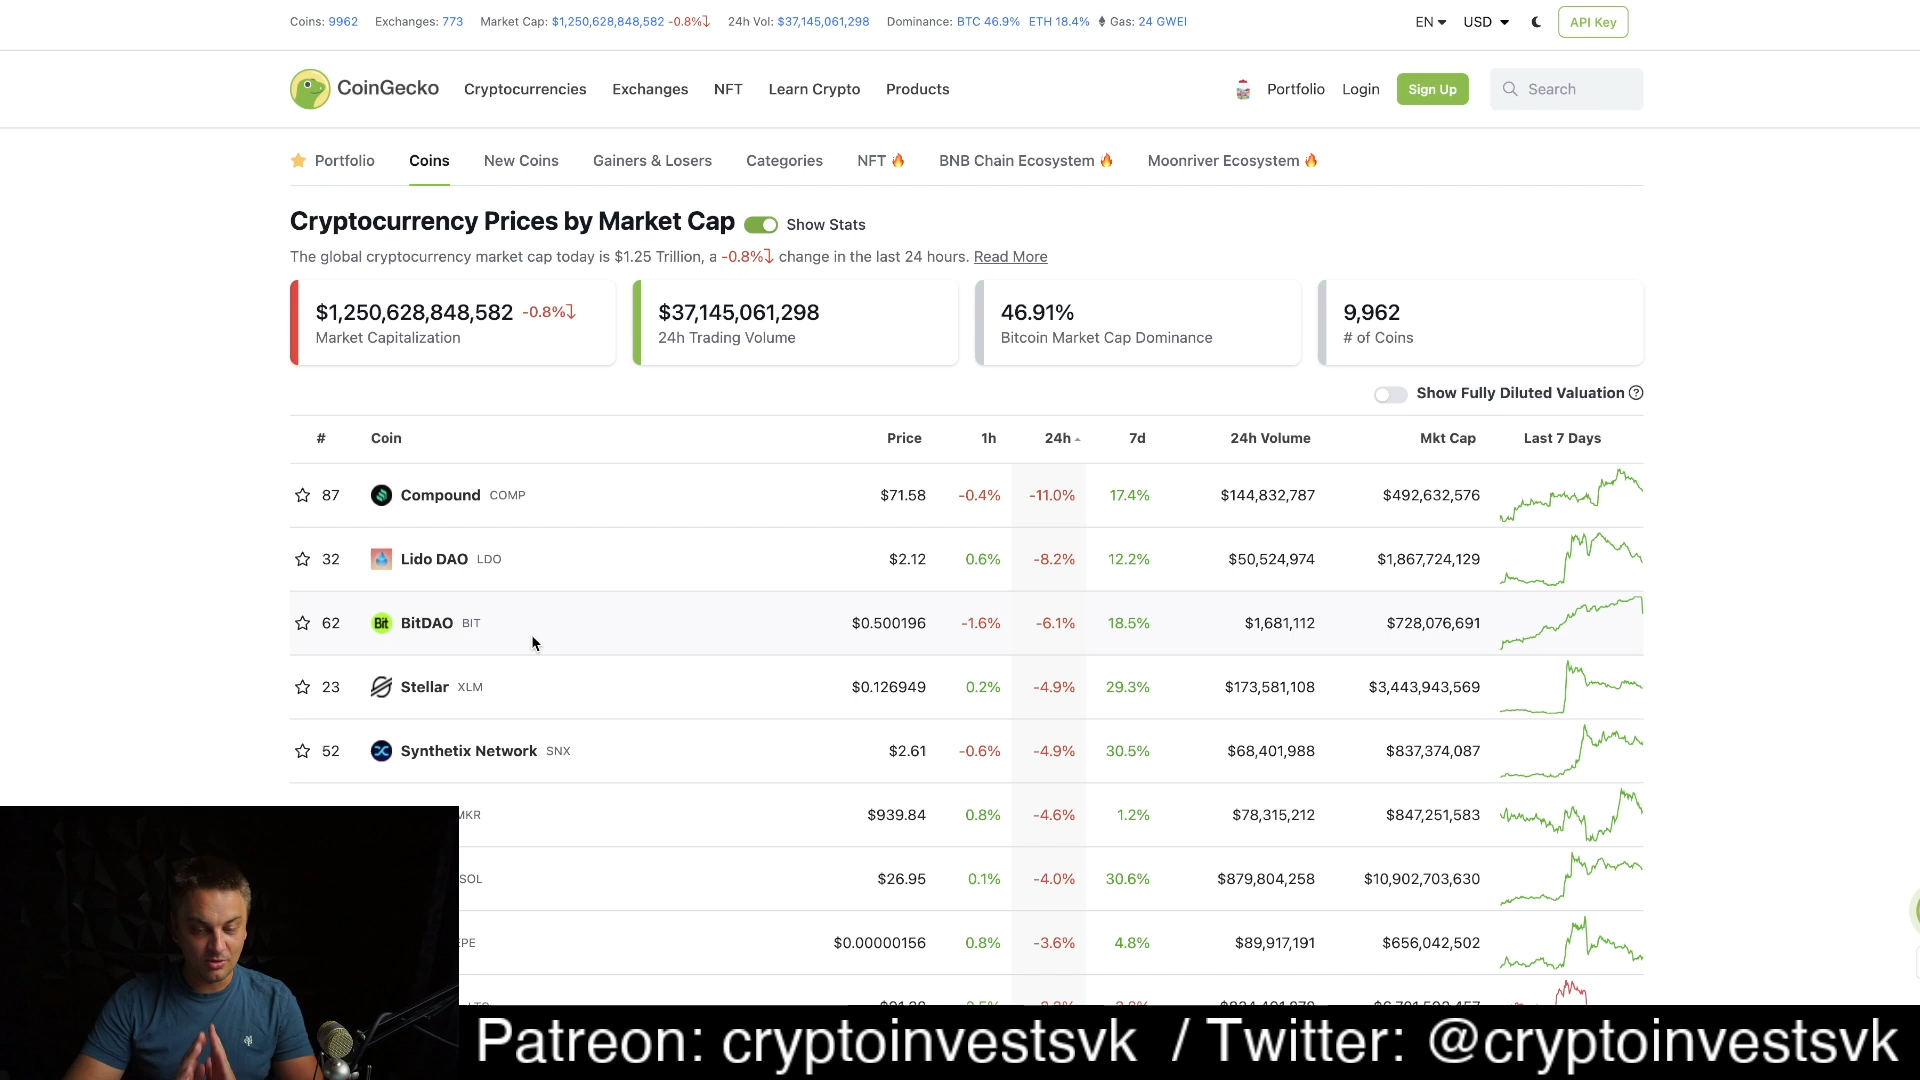 Coins: 9962 Exchanges: 773 Market Cap: $1,250,628,848,582 -0.8% 24h Vol: $37,145,061,298 Dominance: BTC 46.9% ETH 18.4% Gas: 24 GWEI EN USD API Key
CoinGecko Cryptocurrencies Exchanges NFT Learn Crypto Products Portfolio Login Sign Up Search
Portfolio Coins New Coins Gainers & Losers Categories NFT BNB Chain Ecosystem Moonriver Ecosystem
Cryptocurrency Prices by Market Cap Show Stats
The global cryptocurrency market cap today is $1.25 Trillion, a -0.8% change in the last 24 hours. Read More
$1,250,628,848,582 -0.8% $37,145,061,298 46.91% 9,962
Market Capitalization 24h Trading Volume Bitcoin Market Cap Dominance # of Coins
Show Fully Diluted Valuation
# Coin Price 1h 24h 7d 24h Volume Mkt Cap Last 7 Days
87 Compound COMP $71.58 -0.4% -11.0% 17.4% $144,832,787 $492,632,576
32 Lido DAO LDO $2.12 0.6% -8.2% 12.2% $50,524,974 $1,867,724,129
62 Bit BitDAO BIT $0.500196 -1.6% -6.1% 18.5% $1,681,112 $728,076,691
23 Stellar XLM $0.126949 0.2% -4.9% 29.3% $173,581,108 $3,443,943,569
52 Synthetix Network SNX $2.61 -0.6% -4.9% 30.5% $68,401,988 $837,374,087
MKR $939.84 0.8% -4.6% 1.2% $78,315,212 $847,251,583
SOL $26.95 0.1% -4.0% 30.6% $879,804,258 $10,902,703,630
EPE $0.00000156 0.8% -3.6% 4.8% $89,917,191 $656,042,502
Patreon: cryptoinvestsvk / Twitter: @cryptoinvestsvk